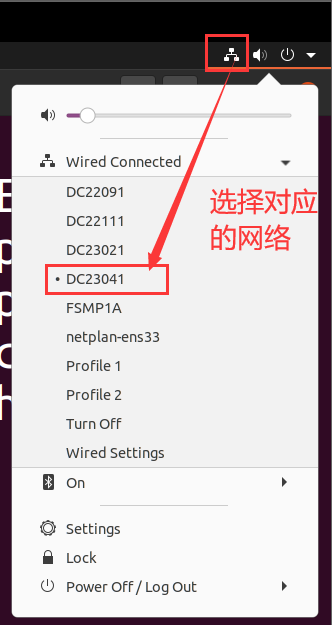 Wired Connected
DC22091
DC22111
DC23021
DC23041
FSMP1A
netplan-ens33
Profile 1
Profile 2
Turn Off
Wired Settings
On
Settings
Lock
Power Off / Log Out
选择对应
的网络